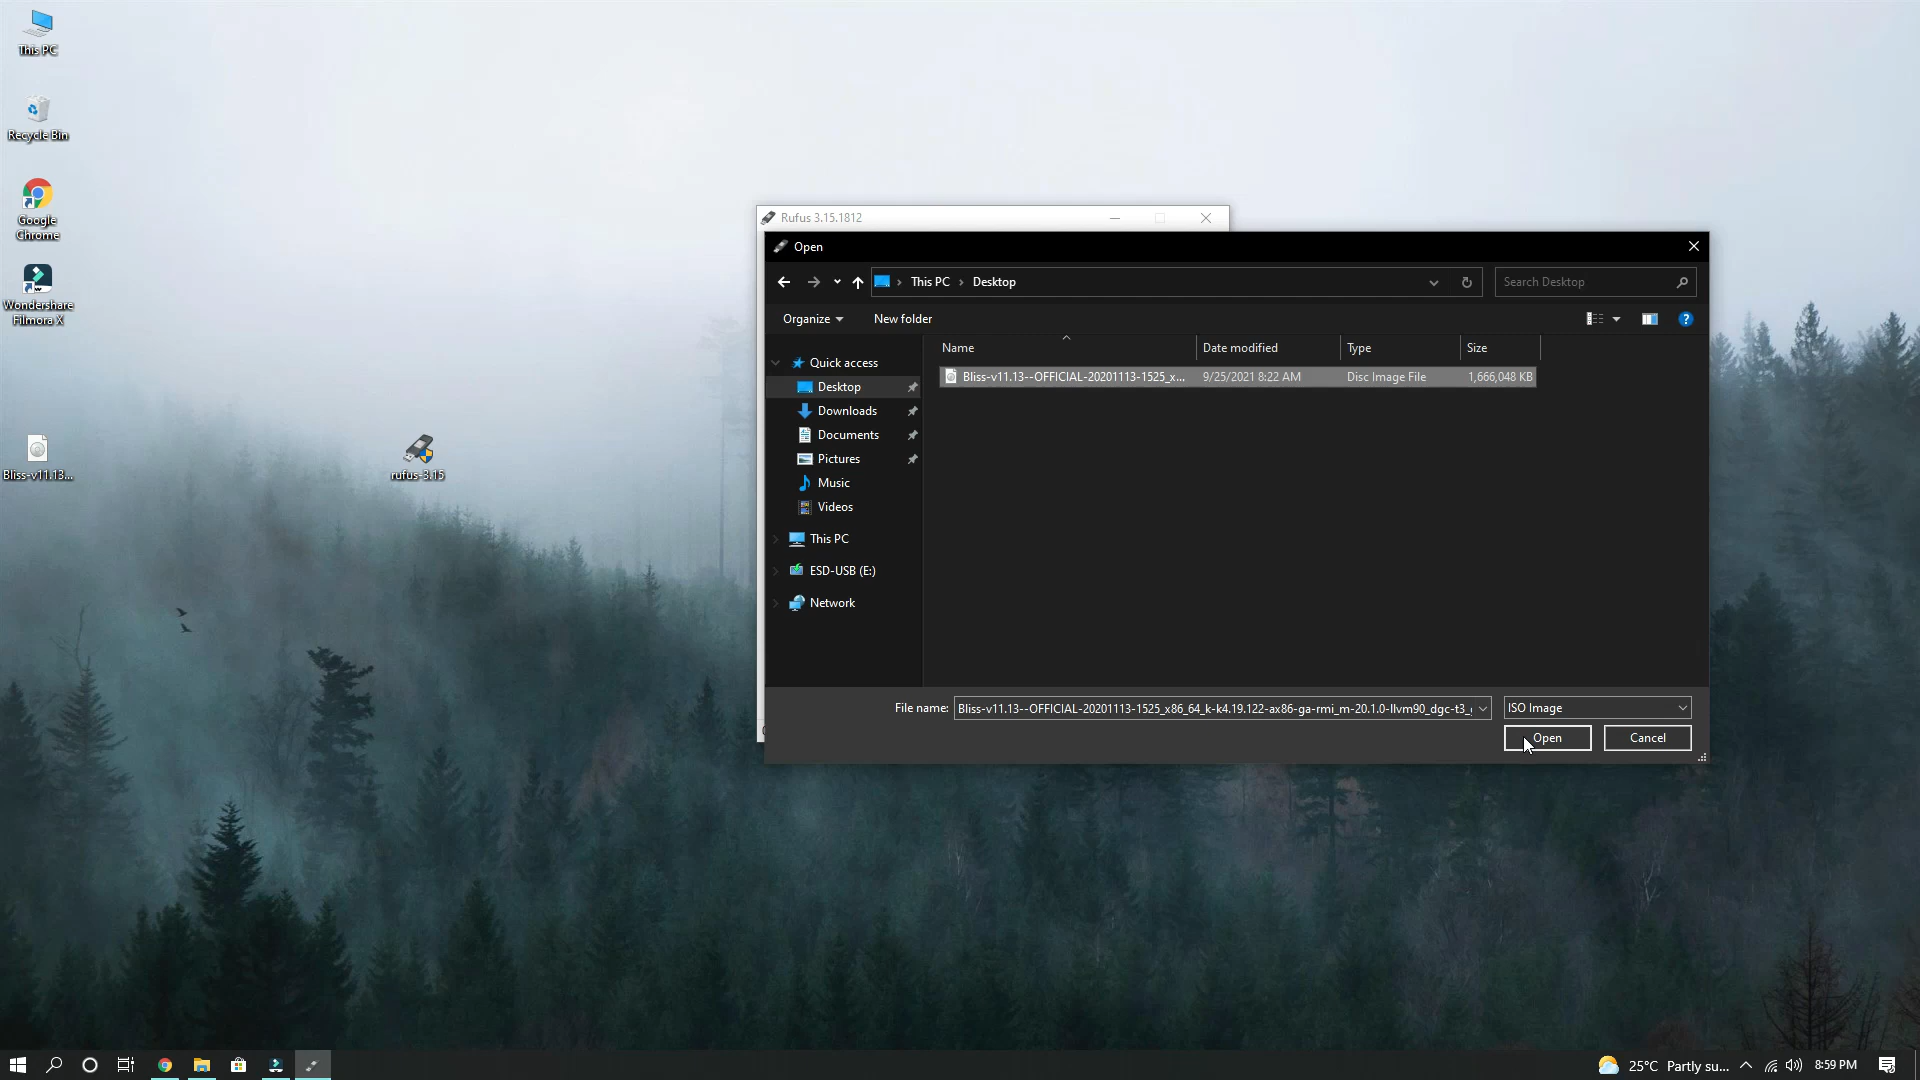 This PC
Recycle Bin
Google
Chrome
Wondershare
Filmora X
Bliss-v11.13...
rufus-3.15
Rufus 3.15.1812
Open
This PC
Desktop
Search Desktop
Organize
New folder
Name
Date modified
Type
Size
Quick access
Desktop
Downloads
Documents
Pictures
Music
Videos
This PC
ESD-USB (E:)
Network
Bliss-v11.13--OFFICIAL-20201113-1525_x...
9/25/2021 8:22 AM
Disc Image File
1,666,048 KB
File name:
Bliss-v11.13--OFFICIAL-20201113-1525_x86_64_k-k4.19.122-ax86-ga-rmi_m-20.1.0-llvm90_dgc-t3_
ISO Image
Open
Cancel
25°C Partly su...
8:59 PM